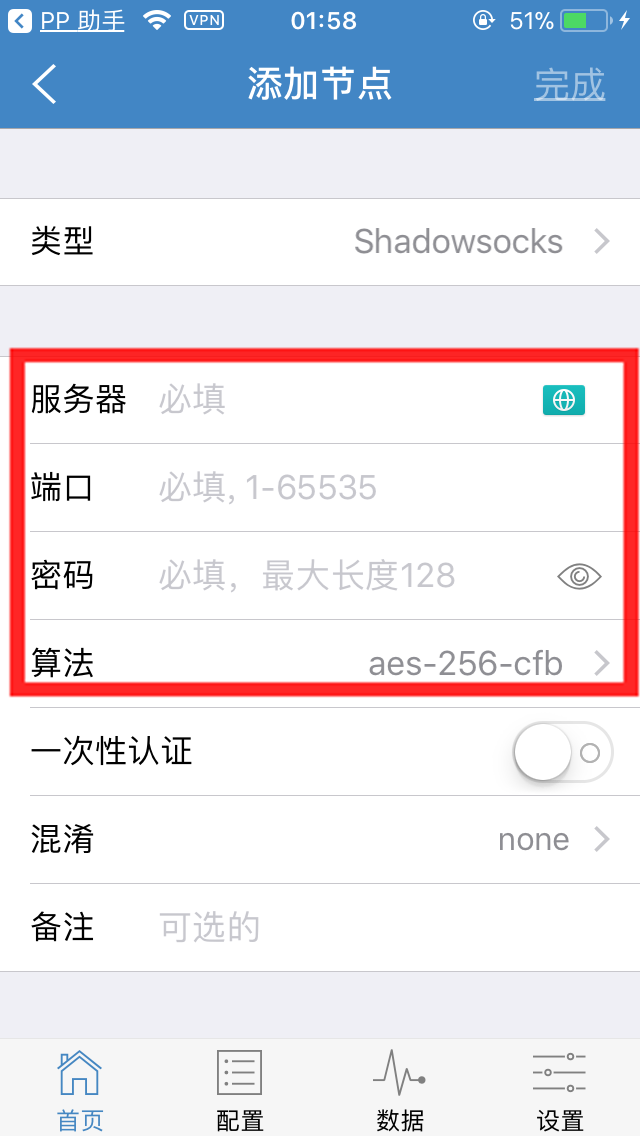 PP 助手 VPN 01:58 51%
添加节点 完成
类型 Shadowsocks
服务器 必填
端口 必填, 1-65535
密码 必填，最大长度128
算法 aes-256-cfb
一次性认证
混淆 none
备注 可选的
首页 配置 数据 设置